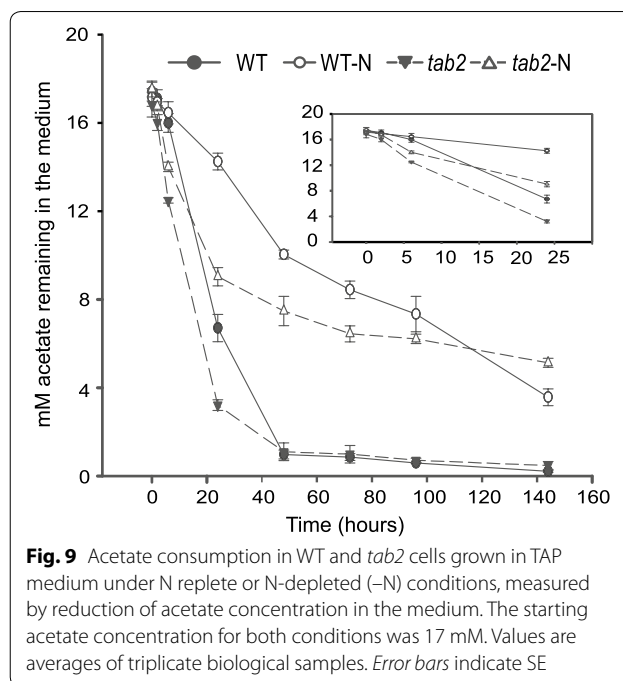 20
WT WT-N tab2 tab2-N
16
12
8
4
0
mM acetate remaining in the medium
20
16
12
8
4
0
0 5 10 15 20 25
0 20 40 60 80 100 120 140 160
Time (hours)
Fig. 9 Acetate consumption in WT and tab2 cells grown in TAP
medium under N replete or N-depleted (–N) conditions, measured
by reduction of acetate concentration in the medium. The starting
acetate concentration for both conditions was 17 mM. Values are
averages of triplicate biological samples. Error bars indicate SE